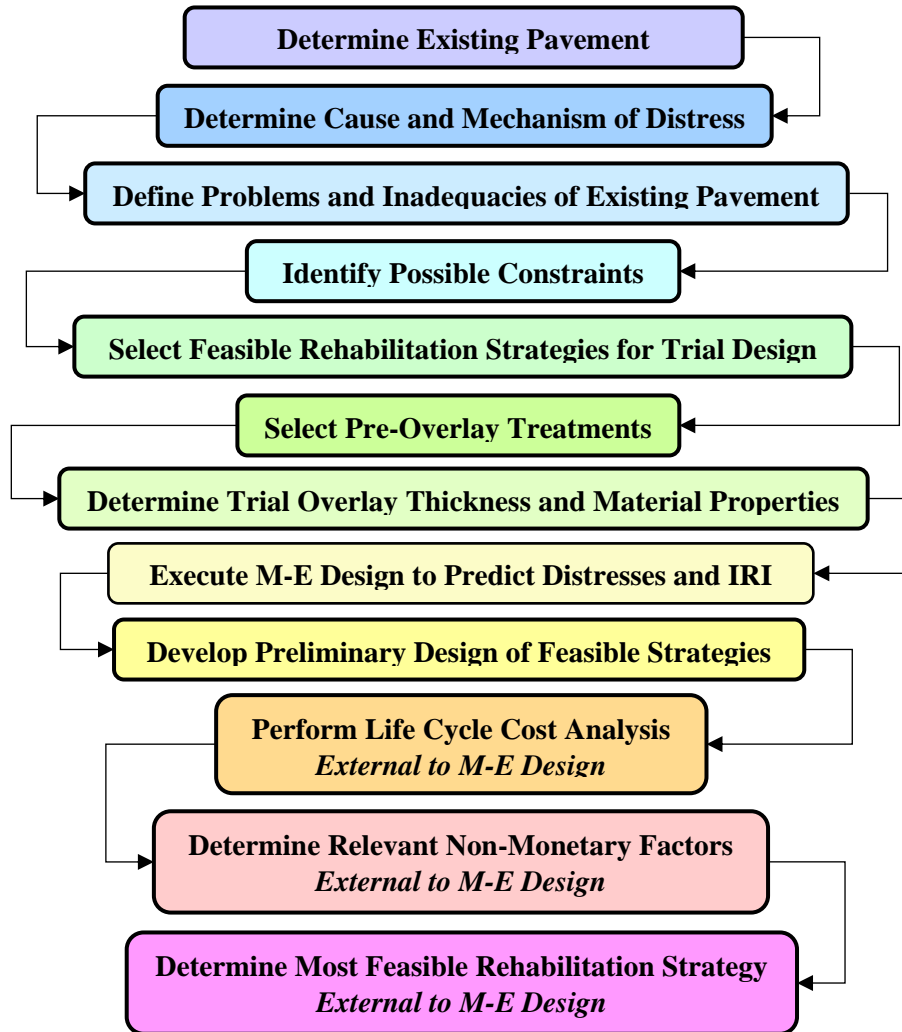 Determine Existing Pavement
Determine Cause and Mechanism of Distress
Define Problems and Inadequacies of Existing Pavement
Identify Possible Constraints
Select Feasible Rehabilitation Strategies for Trial Design
Select Pre-Overlay Treatments
Determine Trial Overlay Thickness and Material Properties
Execute M-E Design to Predict Distresses and IRI
Develop Preliminary Design of Feasible Strategies
Perform Life Cycle Cost Analysis
External to M-E Design
Determine Relevant Non-Monetary Factors
External to M-E Design
Determine Most Feasible Rehabilitation Strategy
External to M-E Design